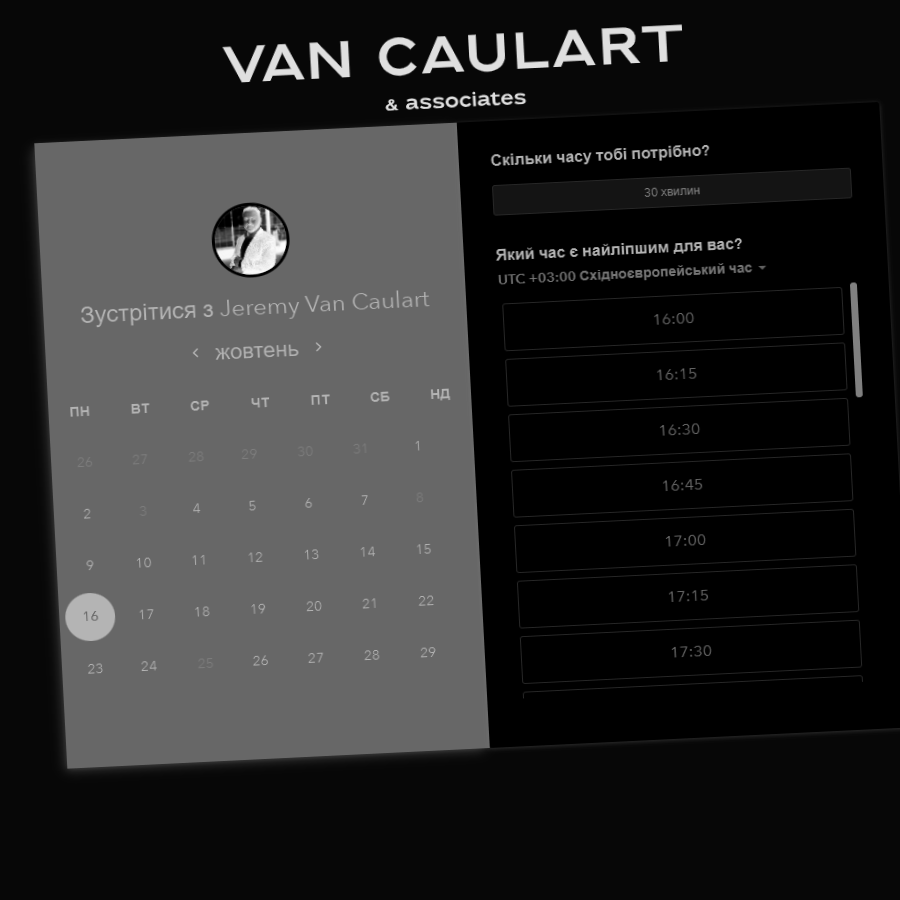 VAN CAULART
& associates
Зустрітися з Jeremy Van Caulart
‹ жовтень ›
ПН ВТ СР ЧТ ПТ СБ НД
26 27 28 29 30 31 1
2 3 4 5 6 7 8
9 10 11 12 13 14 15
16 17 18 19 20 21 22
23 24 25 26 27 28 29
Скільки часу тобі потрібно?
30 хвилин
Який час є найліпшим для вас?
UTC +03:00 Східноєвропейський час
16:00
16:15
16:30
16:45
17:00
17:15
17:30